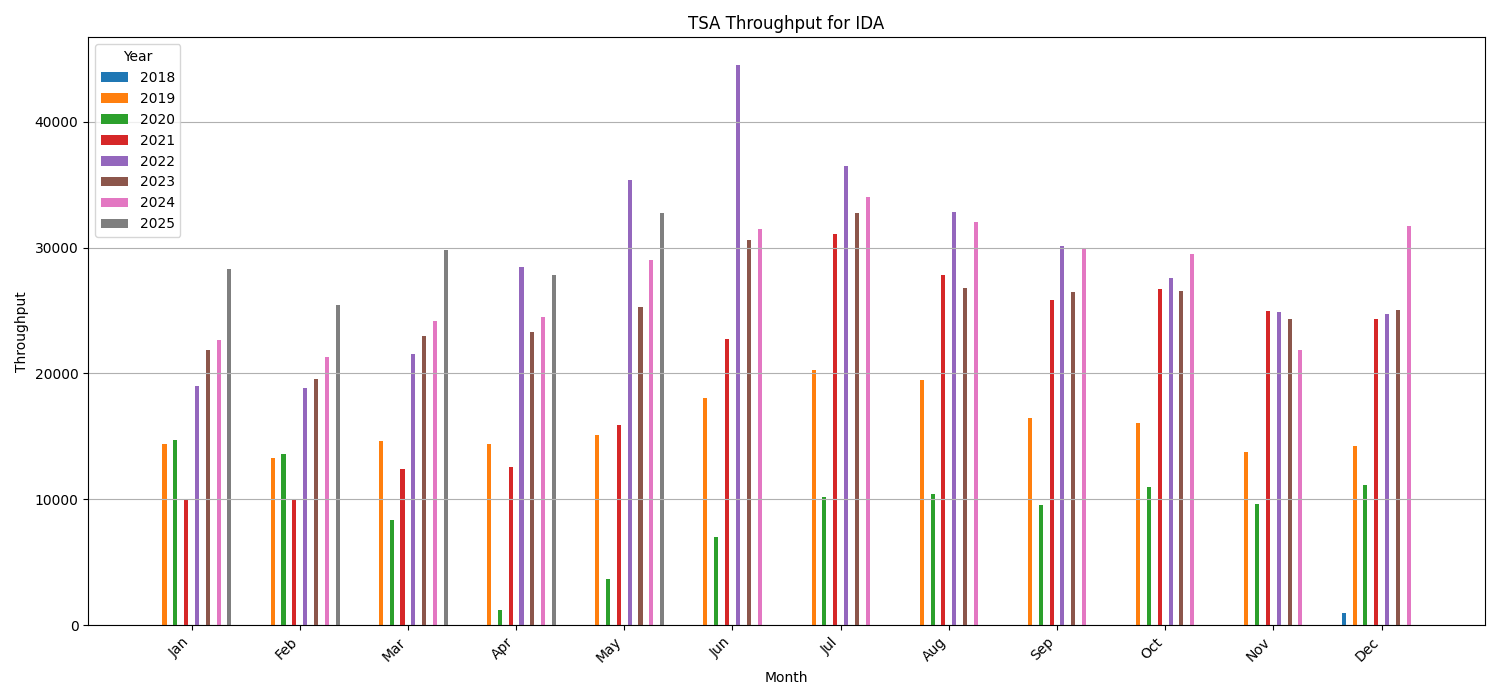 TSA Throughput for IDA
Year
2018
2019
2020
2021
2022
2023
2024
2025
Throughput
40000
30000
20000
10000
0
Jan
Feb
Mar
Apr
May
Jun
Jul
Aug
Sep
Oct
Nov
Dec
Month